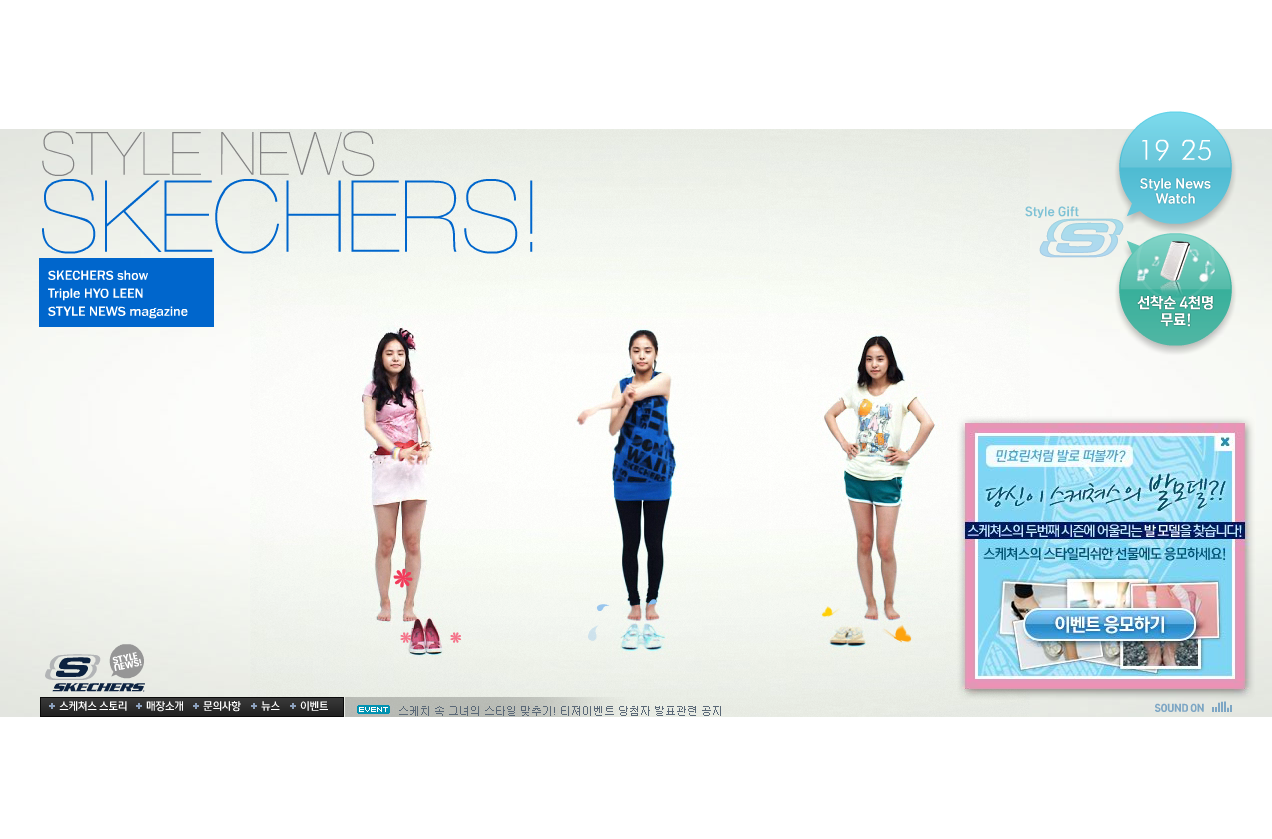 STYLE NEWS
SKECHERS!
SKECHERS show
Triple HYO LEEN
STYLE NEWS magazine
19 25
Style News
Watch
Style Gift
S
선착순 4천명
무료!
DON'T
WAIT
SKECHERS
민효린처럼 발로 떠볼까?
당신이 스케쳐스의 발모델?!
스케쳐스의 두번째 시즌에 어울리는 발 모델을 찾습니다!
스케쳐스의 스타일리쉬한 선물에도 응모하세요!
이벤트 응모하기
S
SKECHERS
STYLE
NEWS!
+ 스케쳐스 스토리 + 매장소개 + 문의사항 + 뉴스 + 이벤트
EVENT 스케치 속 그녀의 스타일 맞추기! 티져이벤트 당첨자 발표관련 공지
SOUND ON